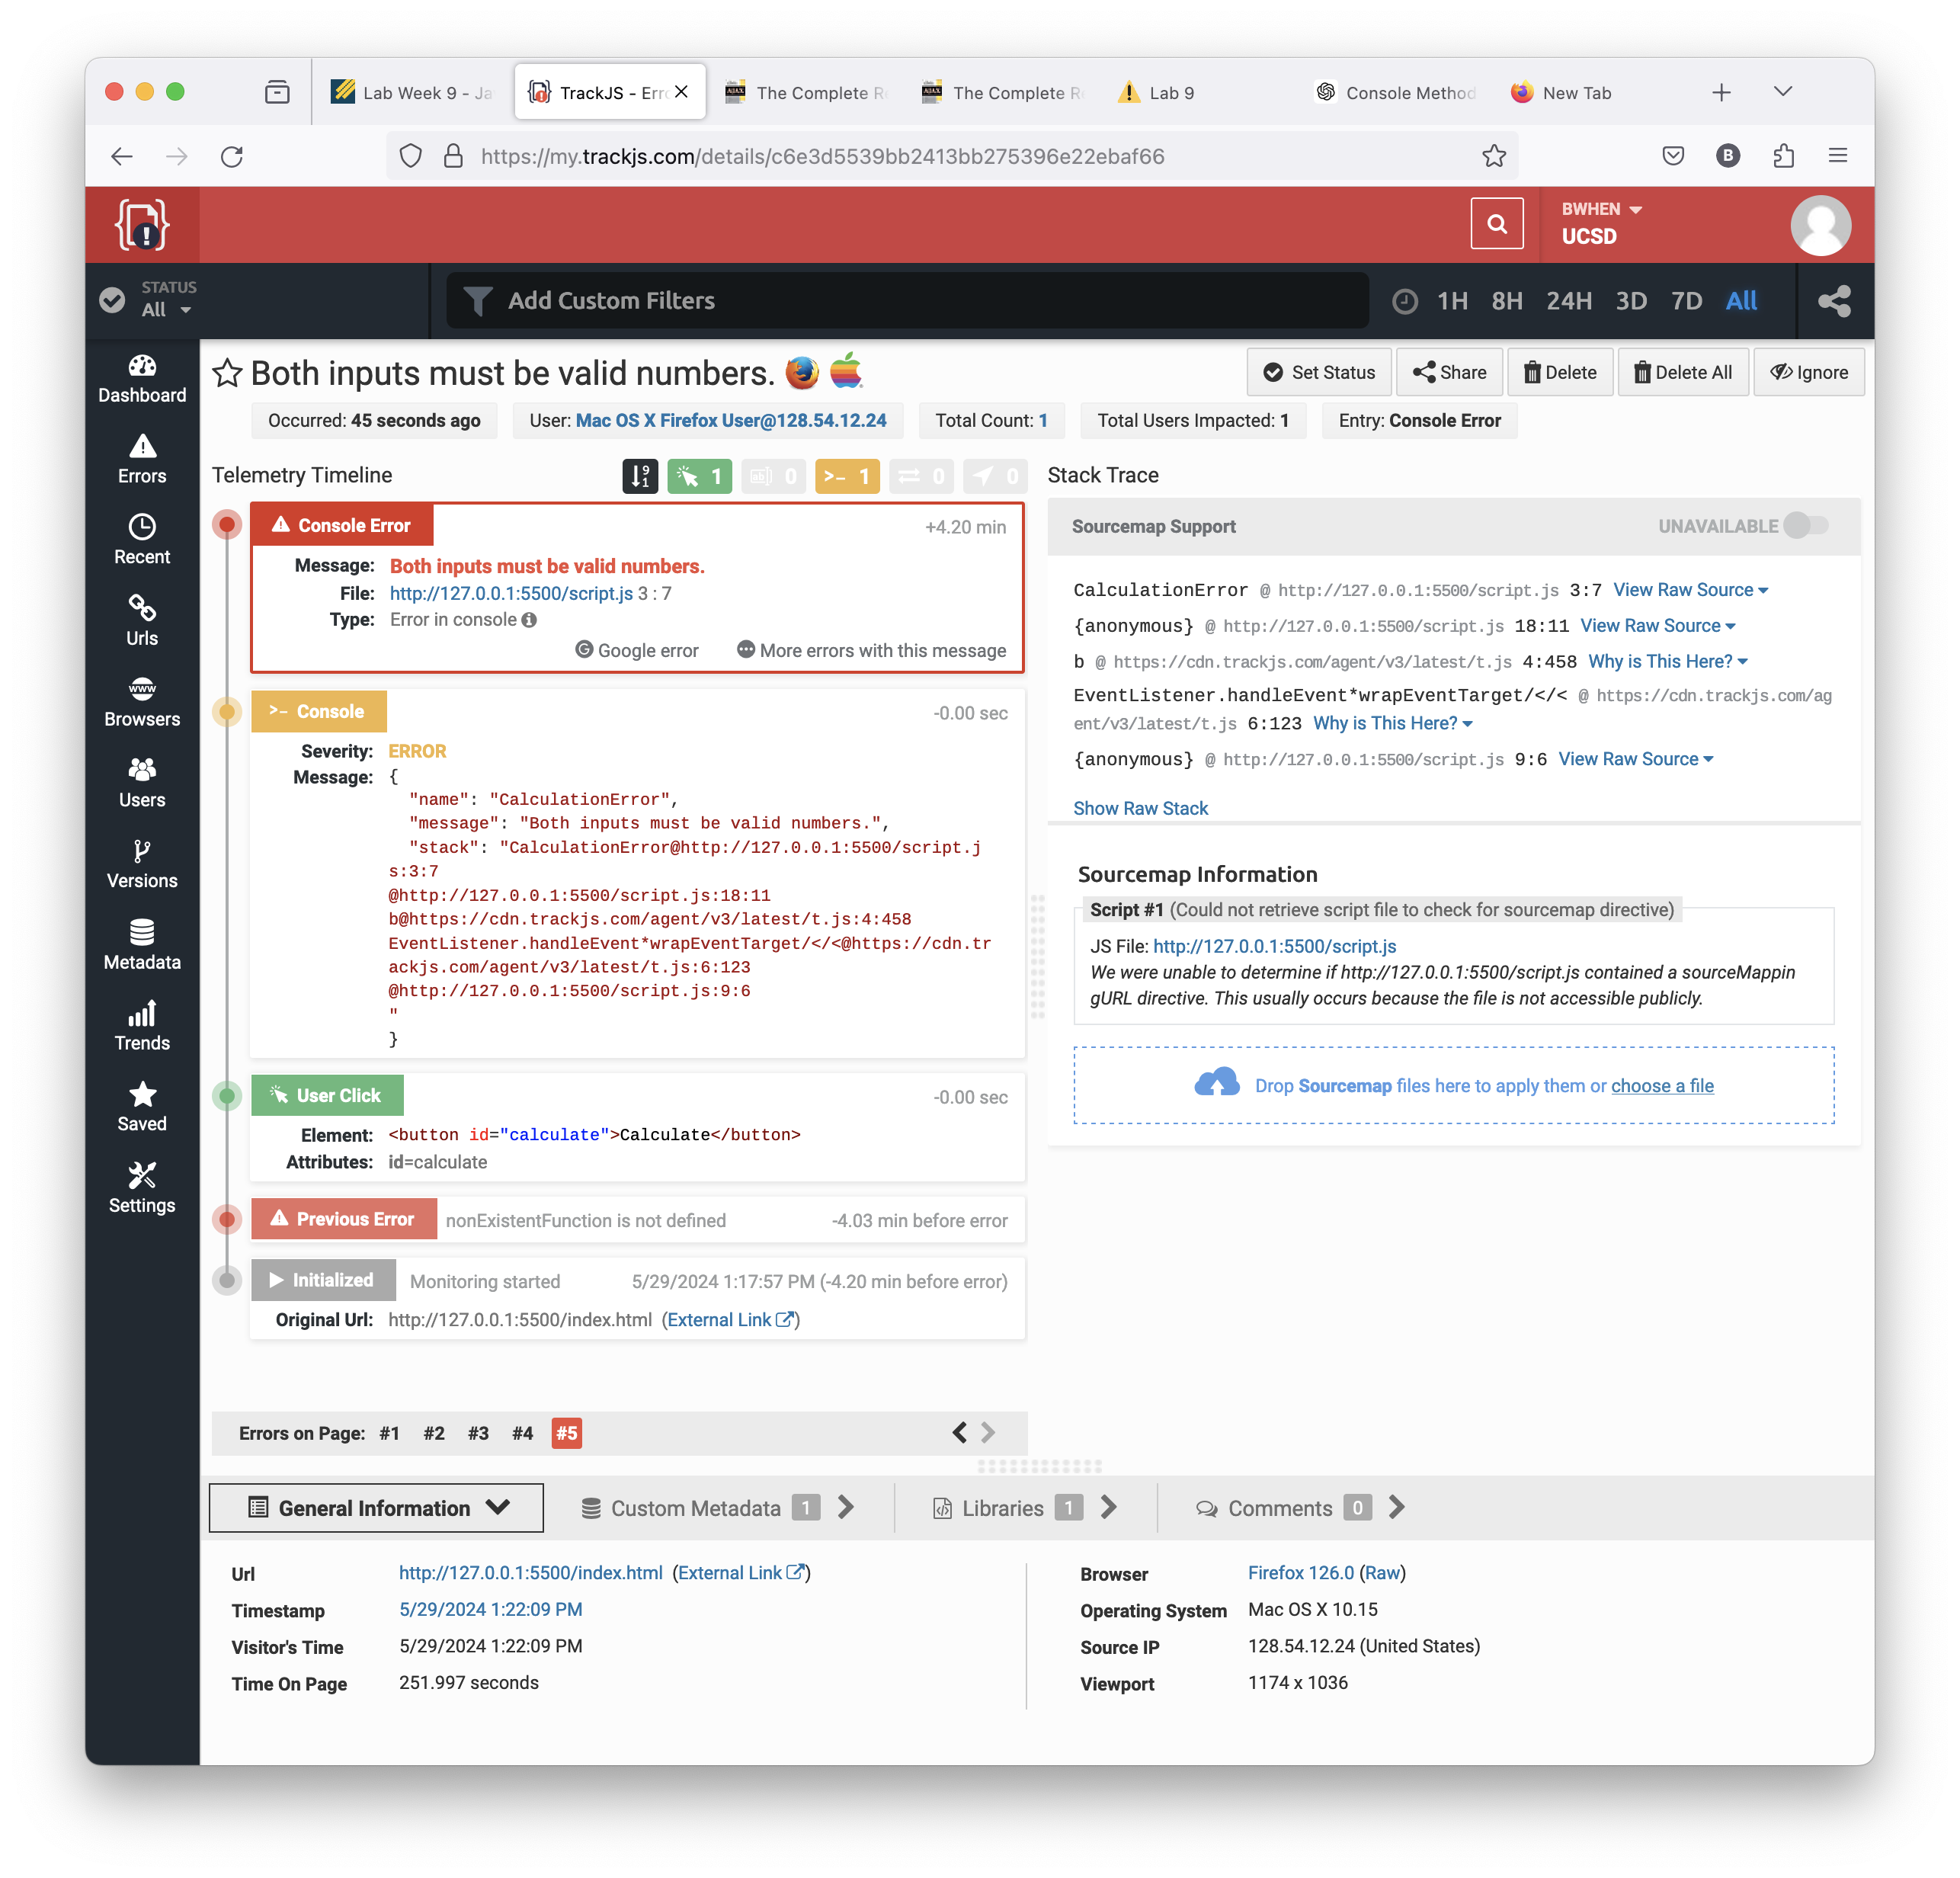 Lab Week 9 - Ja
TrackJS - Erro
The Complete Re
The Complete Re
Lab 9
Console Method
New Tab
https://my.trackjs.com/details/c6e3d5539bb2413bb275396e22ebaf66
B
BWHEN
UCSD
STATUS
All
Add Custom Filters
1H 8H 24H 3D 7D All
Dashboard
Errors
Recent
Urls
www
Browsers
Users
Versions
Metadata
Trends
Saved
Settings
Both inputs must be valid numbers.
Set Status
Share
Delete
Delete All
Ignore
Occurred: 45 seconds ago
User: Mac OS X Firefox User@128.54.12.24
Total Count: 1
Total Users Impacted: 1
Entry: Console Error
Telemetry Timeline
9
1
1
0
>- 1
0
0
Console Error
+4.20 min
Message: Both inputs must be valid numbers.
File: http://127.0.0.1:5500/script.js 3 : 7
Type: Error in console
Google error
More errors with this message
>- Console
-0.00 sec
Severity: ERROR
Message: {
"name": "CalculationError",
"message": "Both inputs must be valid numbers.",
"stack": "CalculationError@http://127.0.0.1:5500/script.j
s:3:7
@http://127.0.0.1:5500/script.js:18:11
b@https://cdn.trackjs.com/agent/v3/latest/t.js:4:458
EventListener.handleEvent*wrapEventTarget/</<@https://cdn.tr
ackjs.com/agent/v3/latest/t.js:6:123
@http://127.0.0.1:5500/script.js:9:6
"
}
User Click
-0.00 sec
Element: <button id="calculate">Calculate</button>
Attributes: id=calculate
Previous Error
nonExistentFunction is not defined
-4.03 min before error
Initialized
Monitoring started
5/29/2024 1:17:57 PM (-4.20 min before error)
Original Url: http://127.0.0.1:5500/index.html (External Link)
Errors on Page: #1 #2 #3 #4 #5
Stack Trace
Sourcemap Support
UNAVAILABLE
CalculationError @ http://127.0.0.1:5500/script.js 3:7 View Raw Source
{anonymous} @ http://127.0.0.1:5500/script.js 18:11 View Raw Source
b @ https://cdn.trackjs.com/agent/v3/latest/t.js 4:458 Why is This Here?
EventListener.handleEvent*wrapEventTarget/</< @ https://cdn.trackjs.com/ag
ent/v3/latest/t.js 6:123 Why is This Here?
{anonymous} @ http://127.0.0.1:5500/script.js 9:6 View Raw Source
Show Raw Stack
Sourcemap Information
Script #1 (Could not retrieve script file to check for sourcemap directive)
JS File: http://127.0.0.1:5500/script.js
We were unable to determine if http://127.0.0.1:5500/script.js contained a sourceMappin
gURL directive. This usually occurs because the file is not accessible publicly.
Drop Sourcemap files here to apply them or choose a file
General Information
Custom Metadata 1
Libraries 1
Comments 0
Url http://127.0.0.1:5500/index.html (External Link)
Timestamp 5/29/2024 1:22:09 PM
Visitor's Time 5/29/2024 1:22:09 PM
Time On Page 251.997 seconds
Browser Firefox 126.0 (Raw)
Operating System Mac OS X 10.15
Source IP 128.54.12.24 (United States)
Viewport 1174 x 1036